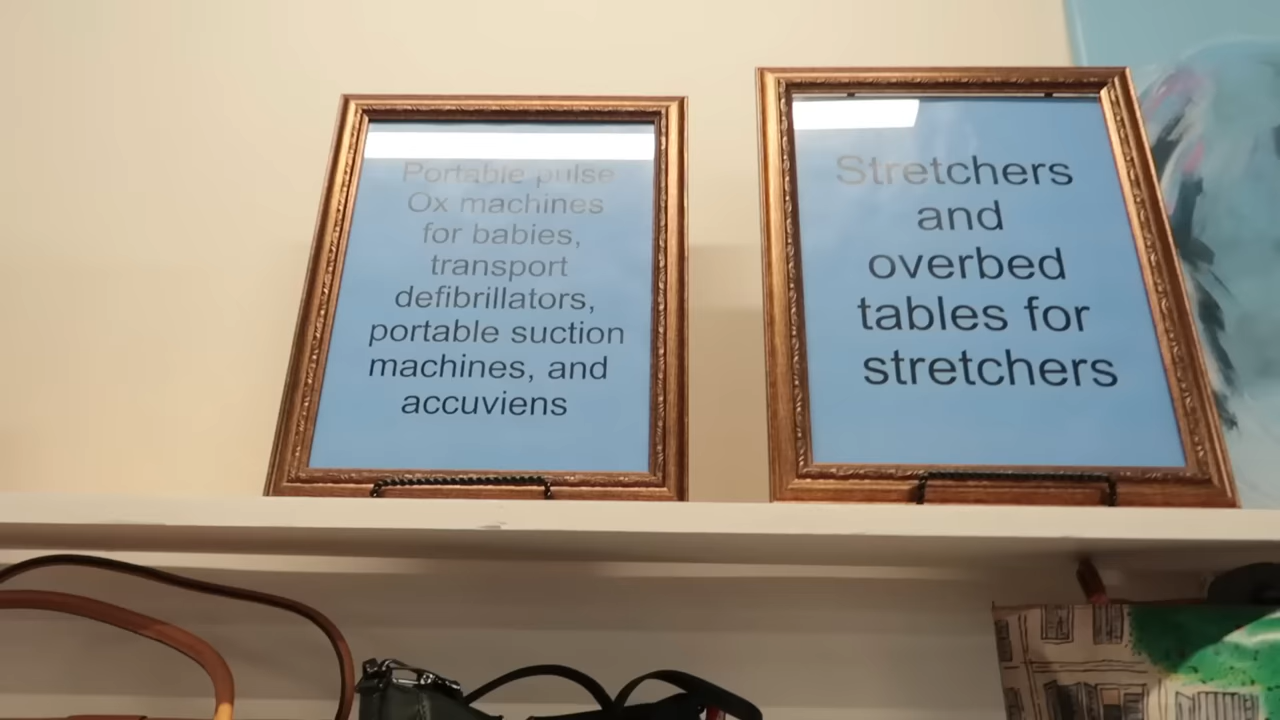 Portable pulse
Ox machines
for babies,
transport
defibrillators,
portable suction
machines, and
accuviens
Stretchers
and
overbed
tables for
stretchers